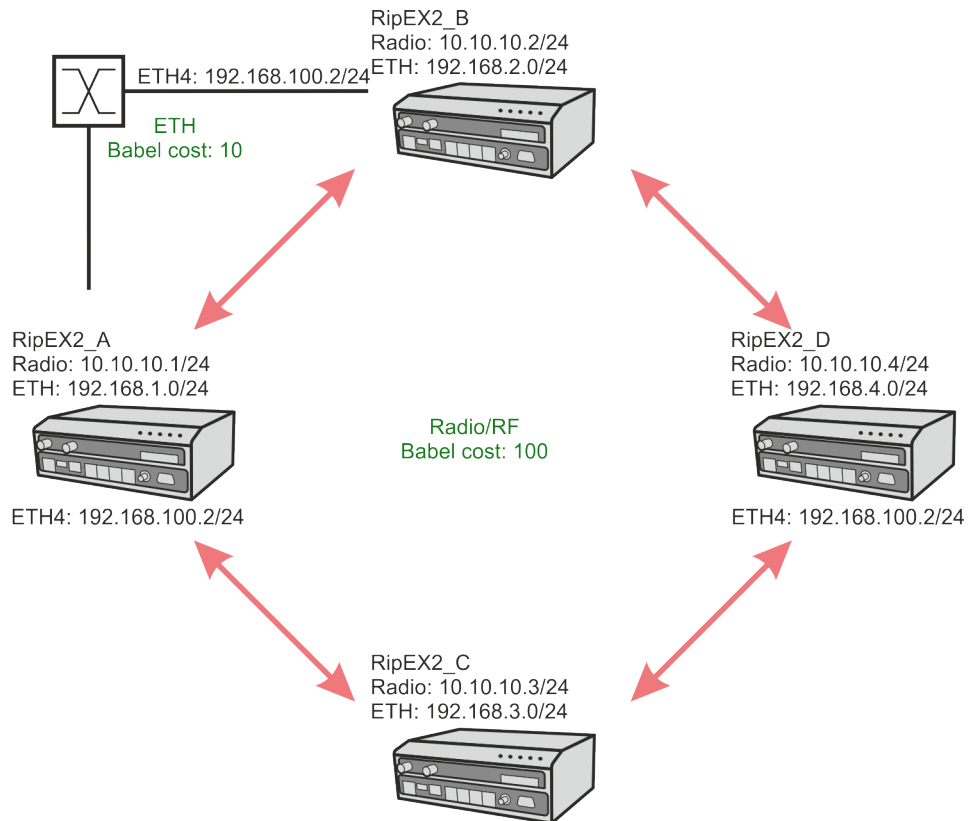 RipEX2_B
Radio: 10.10.10.2/24
ETH: 192.168.2.0/24
ETH4: 192.168.100.2/24
ETH
Babel cost: 10
RipEX2_A
Radio: 10.10.10.1/24
ETH: 192.168.1.0/24
ETH4: 192.168.100.2/24
Radio/RF
Babel cost: 100
RipEX2_D
Radio: 10.10.10.4/24
ETH: 192.168.4.0/24
ETH4: 192.168.100.2/24
RipEX2_C
Radio: 10.10.10.3/24
ETH: 192.168.3.0/24